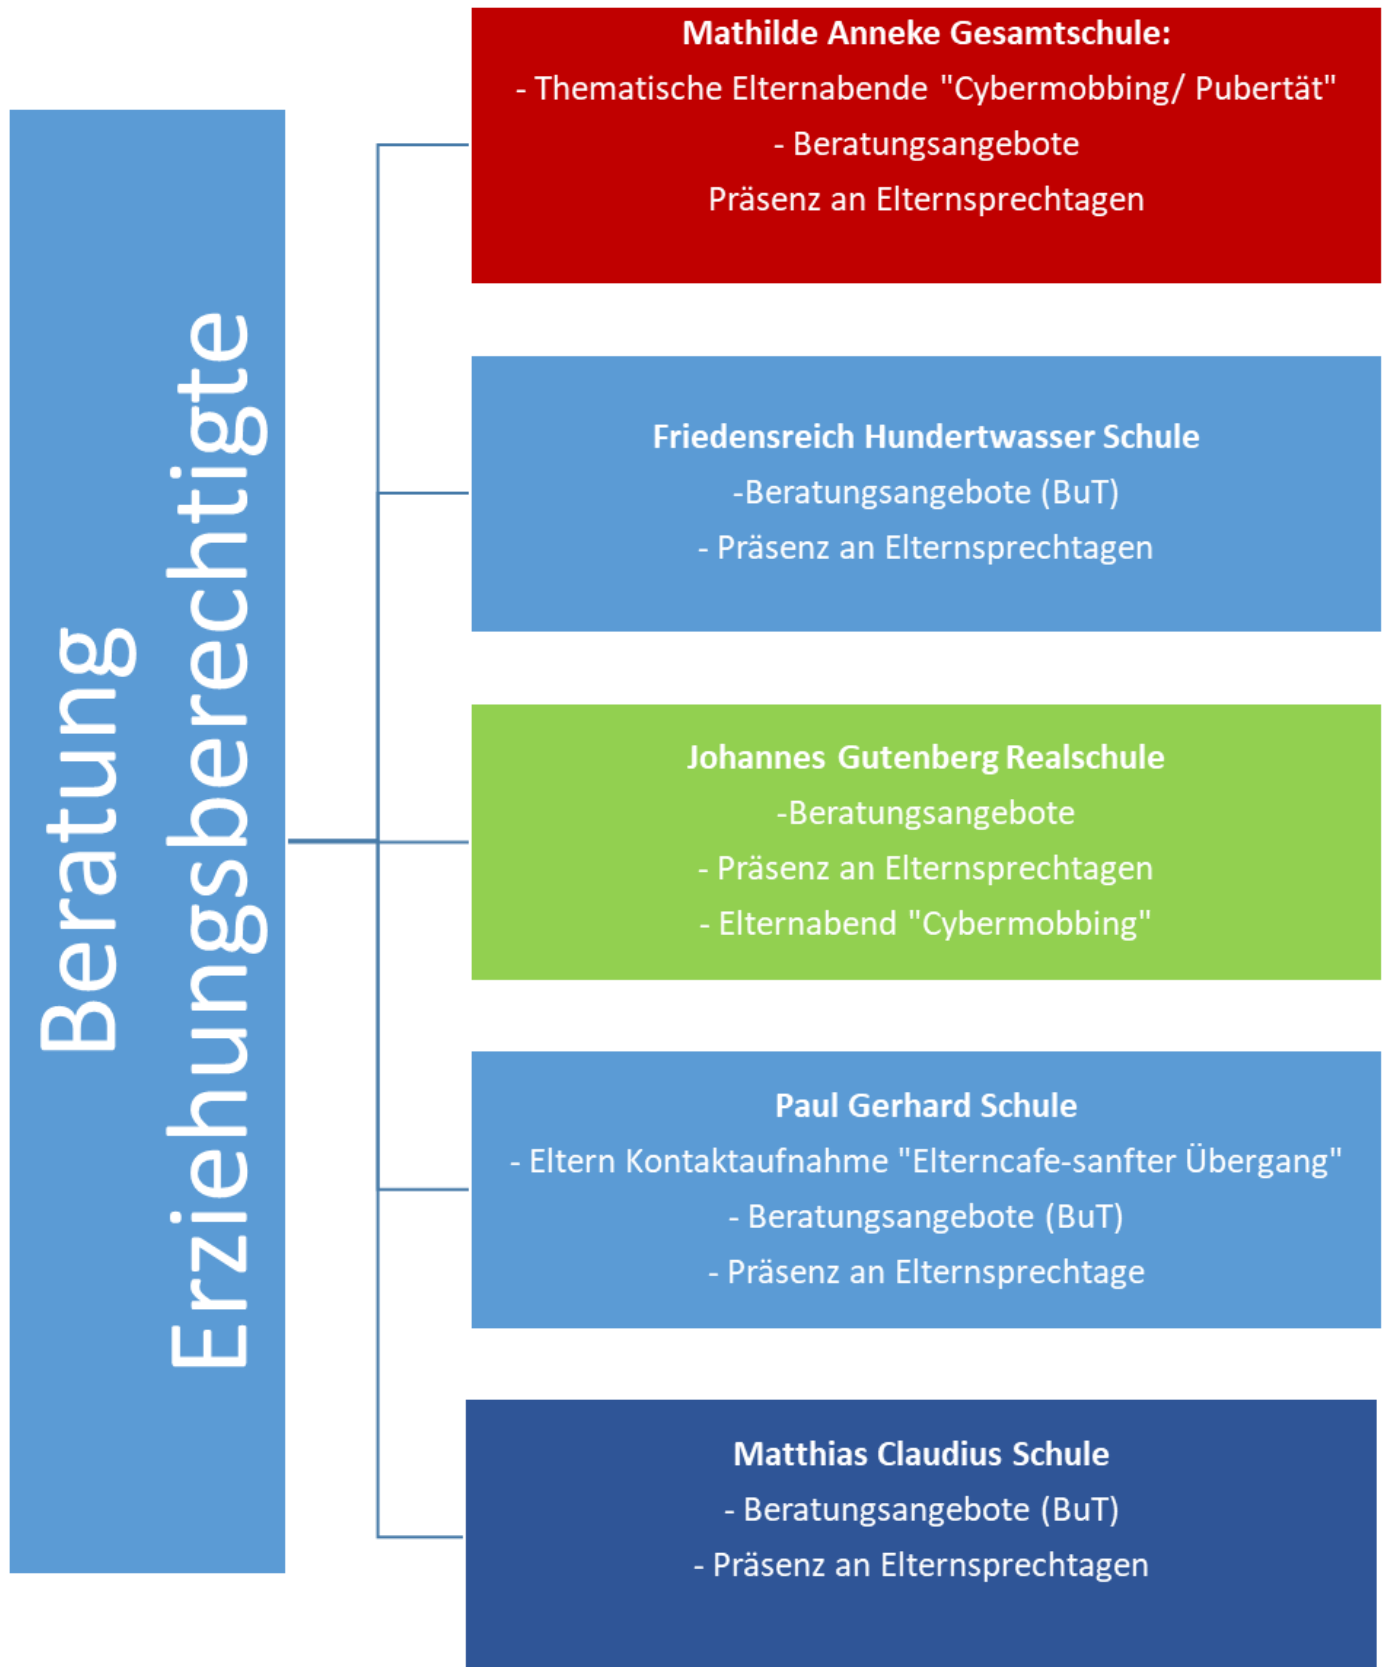 Beratung
Erziehungsberechtigte
Mathilde Anneke Gesamtschule:
- Thematische Elternabende "Cybermobbing/ Pubertät"
- Beratungsangebote
Präsenz an Elternsprechtagen
Friedensreich Hundertwasser Schule
-Beratungsangebote (BuT)
- Präsenz an Elternsprechtagen
Johannes Gutenberg Realschule
-Beratungsangebote
- Präsenz an Elternsprechtagen
- Elternabend "Cybermobbing"
Paul Gerhard Schule
- Eltern Kontaktaufnahme "Elterncafe-sanfter Übergang"
- Beratungsangebote (BuT)
- Präsenz an Elternsprechtage
Matthias Claudius Schule
- Beratungsangebote (BuT)
- Präsenz an Elternsprechtagen